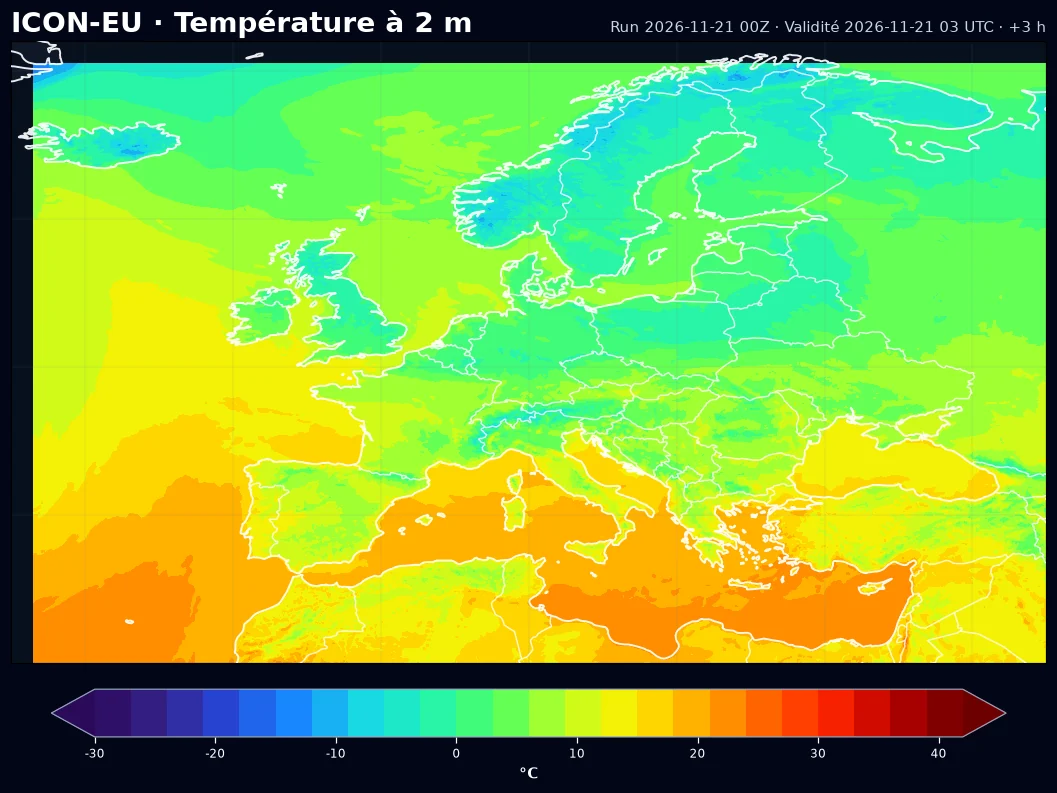 ICON-EU · Température à 2 m
Run 2026-11-21 00Z · Validité 2026-11-21 03 UTC · +3 h
-30 -20 -10 0 10 20 30 40
°C